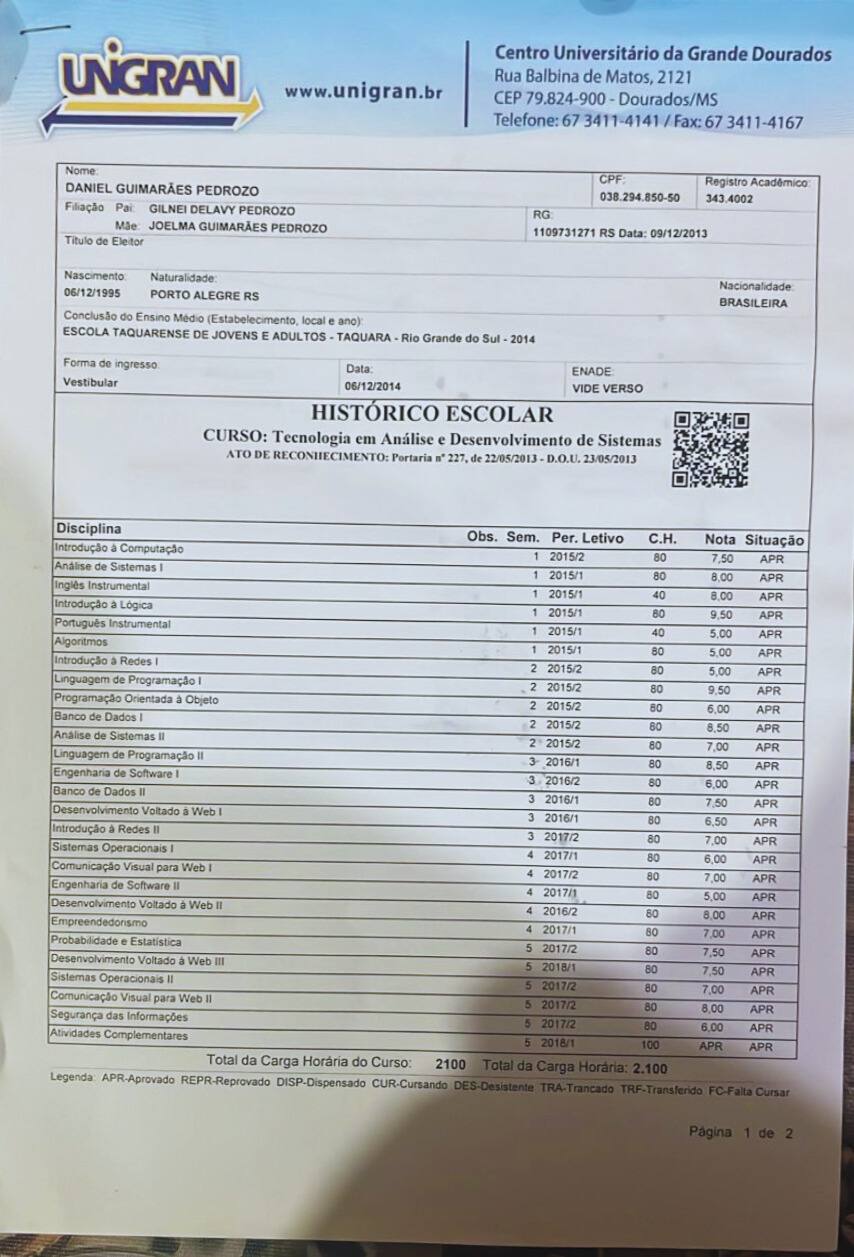 UNIGRAN
www.unigran.br
Centro Universitário da Grande Dourados
Rua Balbina de Matos, 2121
CEP 79.824-900 - Dourados/MS
Telefone: 67 3411-4141 / Fax: 67 3411-4167
Nome: CPF: Registro Acadêmico:
DANIEL GUIMARÃES PEDROZO 038.294.850-50 343.4002
Filiação Pai: GILNEI DELAVY PEDROZO RG:
Mãe: JOELMA GUIMARÃES PEDROZO 1109731271 RS Data: 09/12/2013
Título de Eleitor
Nascimento: Naturalidade: Nacionalidade:
06/12/1995 PORTO ALEGRE RS BRASILEIRA
Conclusão do Ensino Médio (Estabelecimento, local e ano):
ESCOLA TAQUARENSE DE JOVENS E ADULTOS - TAQUARA - Rio Grande do Sul - 2014
Forma de ingresso: Data: ENADE:
Vestibular 06/12/2014 VIDE VERSO
HISTÓRICO ESCOLAR
CURSO: Tecnologia em Análise e Desenvolvimento de Sistemas
ATO DE RECONHECIMENTO: Portaria nº 227, de 22/05/2013 - D.O.U. 23/05/2013
Disciplina Obs. Sem. Per. Letivo C.H. Nota Situação
Introdução à Computação 1 2015/2 80 7,50 APR
Análise de Sistemas I 1 2015/1 80 8,00 APR
Inglês Instrumental 1 2015/1 40 8,00 APR
Introdução à Lógica 1 2015/1 80 9,50 APR
Português Instrumental 1 2015/1 40 5,00 APR
Algoritmos 1 2015/1 80 5,00 APR
Introdução à Redes I 2 2015/2 80 5,00 APR
Linguagem de Programação I 2 2015/2 80 9,50 APR
Programação Orientada à Objeto 2 2015/2 80 6,00 APR
Banco de Dados I 2 2015/2 80 8,50 APR
Análise de Sistemas II 2 2015/2 80 7,00 APR
Linguagem de Programação II 3 2016/1 80 8,50 APR
Engenharia de Software I 3 2016/2 80 6,00 APR
Banco de Dados II 3 2016/1 80 7,50 APR
Desenvolvimento Voltado à Web I 3 2016/1 80 6,50 APR
Introdução à Redes II 3 2017/2 80 7,00 APR
Sistemas Operacionais I 4 2017/1 80 6,00 APR
Comunicação Visual para Web I 4 2017/2 80 7,00 APR
Engenharia de Software II 4 2017/1 80 5,00 APR
Desenvolvimento Voltado à Web II 4 2016/2 80 8,00 APR
Empreendedorismo 4 2017/1 80 7,00 APR
Probabilidade e Estatística 5 2017/2 80 7,50 APR
Desenvolvimento Voltado à Web III 5 2018/1 80 7,50 APR
Sistemas Operacionais II 5 2017/2 80 7,00 APR
Comunicação Visual para Web II 5 2017/2 80 8,00 APR
Segurança das Informações 5 2017/2 80 6,00 APR
Atividades Complementares 5 2018/1 100 APR APR
Total da Carga Horária do Curso: 2100 Total da Carga Horária: 2.100
Legenda: APR-Aprovado REPR-Reprovado DISP-Dispensado CUR-Cursando DES-Desistente TRA-Trancado TRF-Transferido FC-Falta Cursar
Página 1 de 2